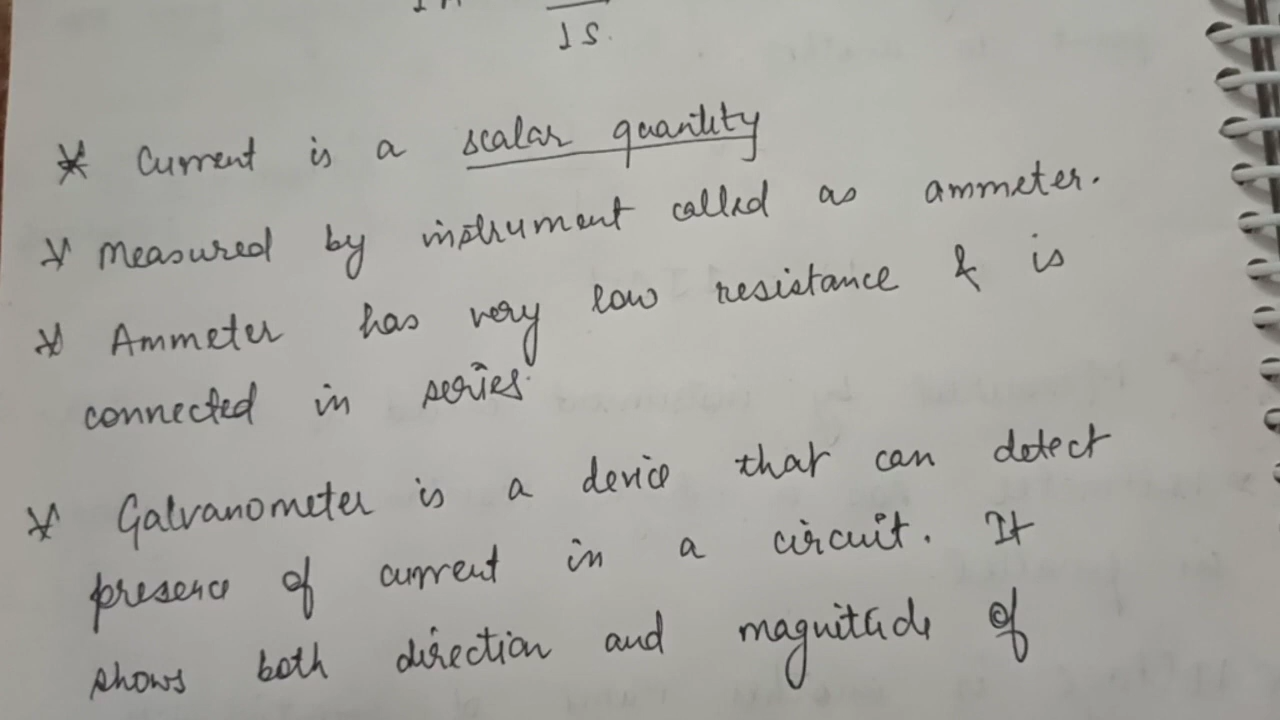 1S.
* Current is a scalar quantity
* Measured by instrument called as ammeter.
* Ammeter has very low resistance & is
connected in series.
* Galvanometer is a device that can detect
presence of current in a circuit. It
shows both direction and magnitude of